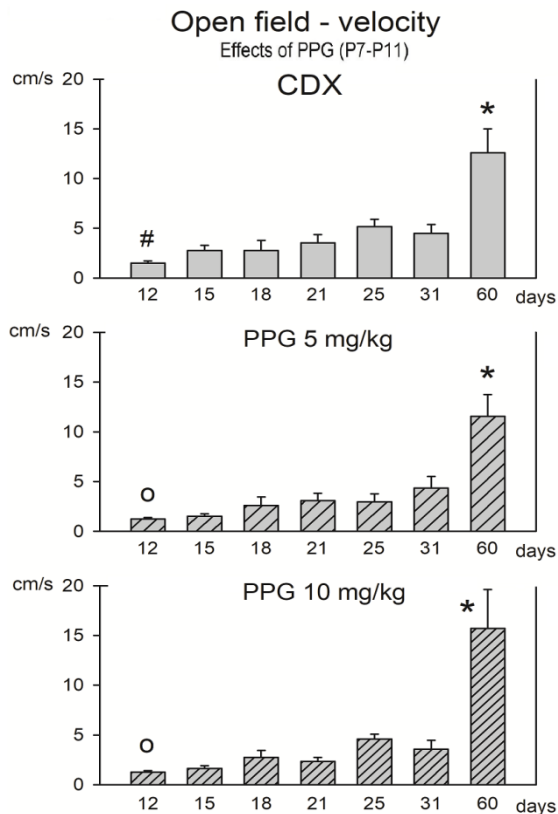 Open field - velocity
Effects of PPG (P7-P11)
cm/s 20 CDX
*
15
10
5
#
0
12 15 18 21 25 31 60 days
cm/s 20 PPG 5 mg/kg
*
15
10
5
o
0
12 15 18 21 25 31 60 days
cm/s 20 PPG 10 mg/kg
*
15
10
5
o
0
12 15 18 21 25 31 60 days